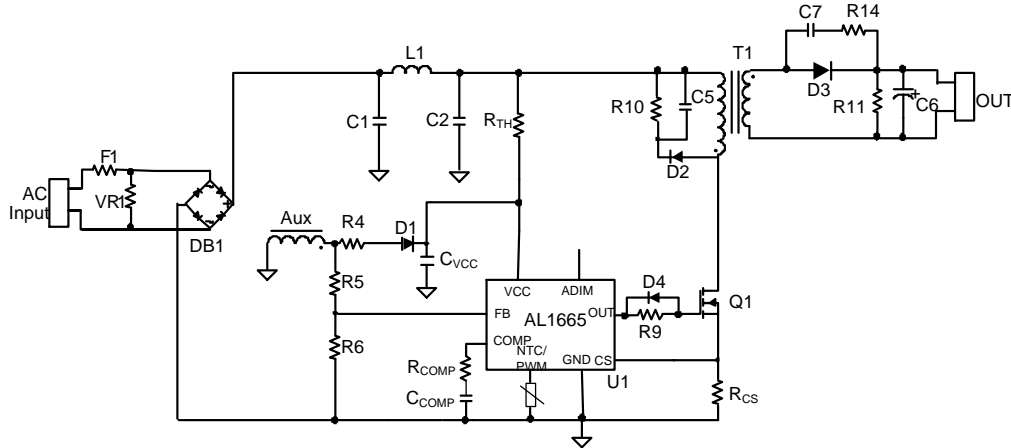 C7
R14
L1
T1
D3
R10
C5
R11
C6
OUT
C1
C2
RTH
F1
D2
AC
Input
VR1
DB1
Aux
R4
D1
CVCC
R5
VCC
ADIM
D4
Q1
FB
AL1665
OUT
R9
R6
COMP
NTC/
PWM
GND
CS
U1
RCOMP
CCOMP
RCS